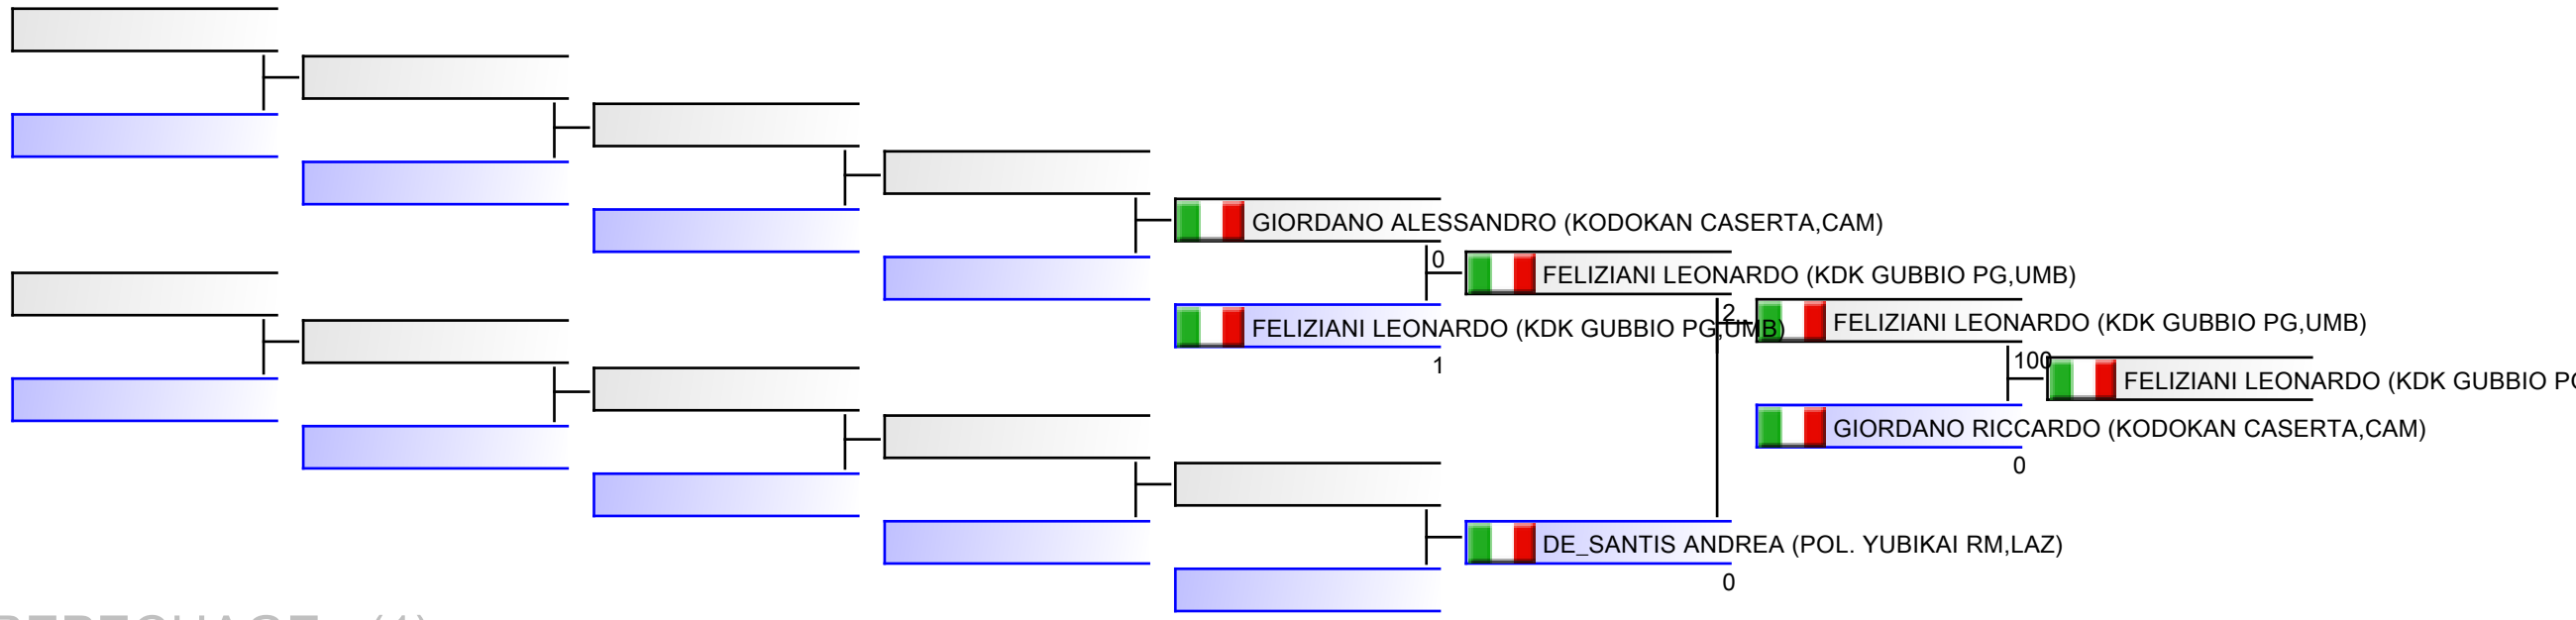 GIORDANO ALESSANDRO (KODOKAN CASERTA,CAM)
0
FELIZIANI LEONARDO (KDK GUBBIO PG,UMB)
FELIZIANI LEONARDO (KDK GUBBIO PG,UMB)
1
2
FELIZIANI LEONARDO (KDK GUBBIO PG,UMB)
100
FELIZIANI LEONARDO (KDK GUBBIO
GIORDANO RICCARDO (KODOKAN CASERTA,CAM)
0
DE_SANTIS ANDREA (POL. YUBIKAI RM,LAZ)
0